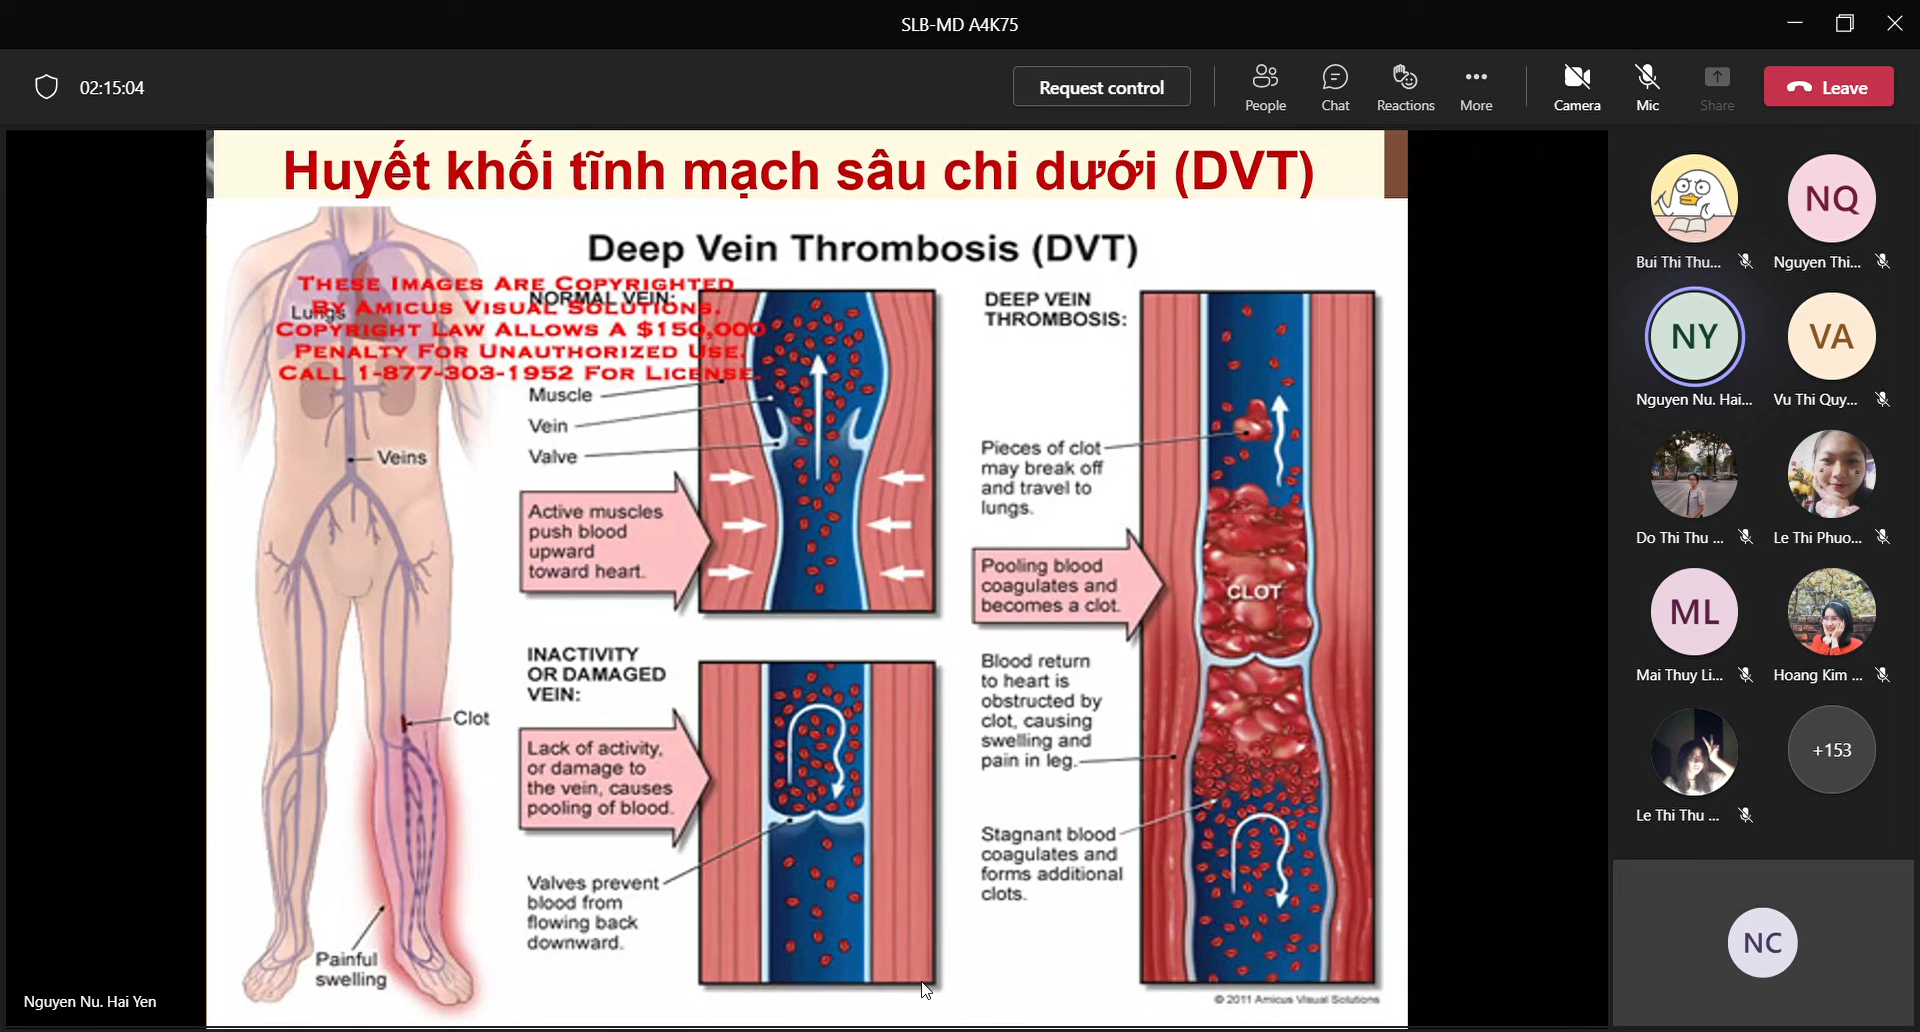 SLB-MD A4K75
02:15:04
Request control
People
Chat
Reactions
More
Camera
Mic
Share
Leave
Huyết khối tĩnh mạch sâu chi dưới (DVT)
Deep Vein Thrombosis (DVT)
THESE IMAGES ARE COPYRIGHTED
BY AMICUS VISUAL SOLUTIONS.
COPYRIGHT LAW ALLOWS A $150,000
PENALTY FOR UNAUTHORIZED USE.
CALL 1-877-303-1952 FOR LICENSE.
Lungs
Veins
Clot
Painful
swelling
NORMAL VEIN:
Muscle
Vein
Valve
Active muscles
push blood
upward
toward heart.
INACTIVITY
OR DAMAGED
VEIN:
Lack of activity,
or damage to
the vein, causes
pooling of blood.
Valves prevent
blood from
flowing back
downward.
DEEP VEIN
THROMBOSIS:
Pieces of clot
may break off
and travel to
lungs.
Pooling blood
coagulates and
becomes a clot.
CLOT
Blood return
to heart is
obstructed by
clot, causing
swelling and
pain in leg.
Stagnant blood
coagulates and
forms additional
clots.
© 2011 Amicus Visual Solutions
Nguyen Nu. Hai Yen
Bui Thi Thu...
NQ
Nguyen Thi...
NY
Nguyen Nu. Hai...
VA
Vu Thi Quy...
Do Thi Thu ...
Le Thi Phuo...
ML
Mai Thuy Li...
Hoang Kim ...
Le Thi Thu ...
+153
NC